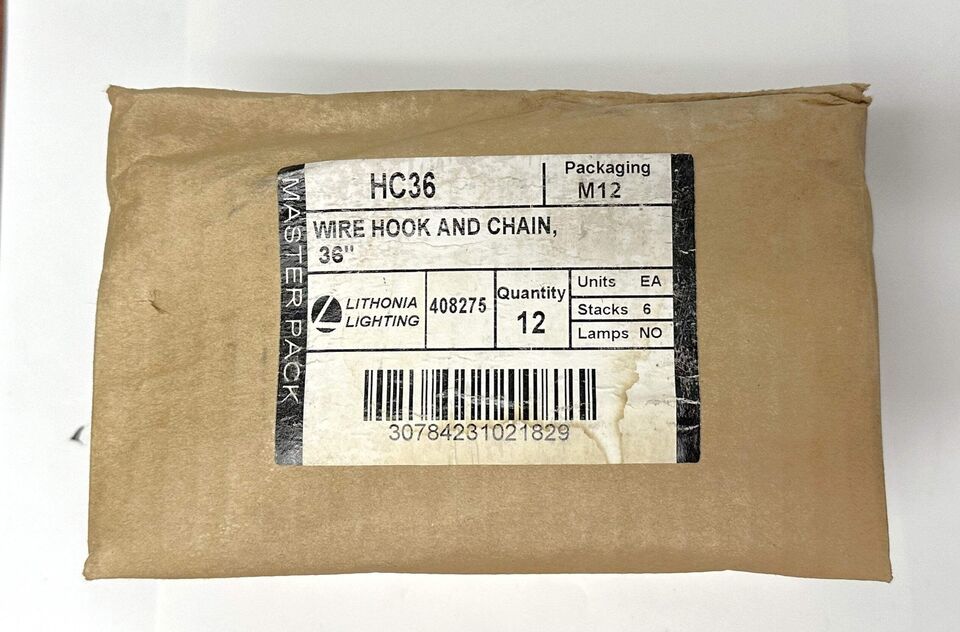 MASTER PACK
HC36
Packaging
M12
WIRE HOOK AND CHAIN,
36"
LITHONIA
LIGHTING
408275
Quantity
12
Units EA
Stacks 6
Lamps NO
30784231021829